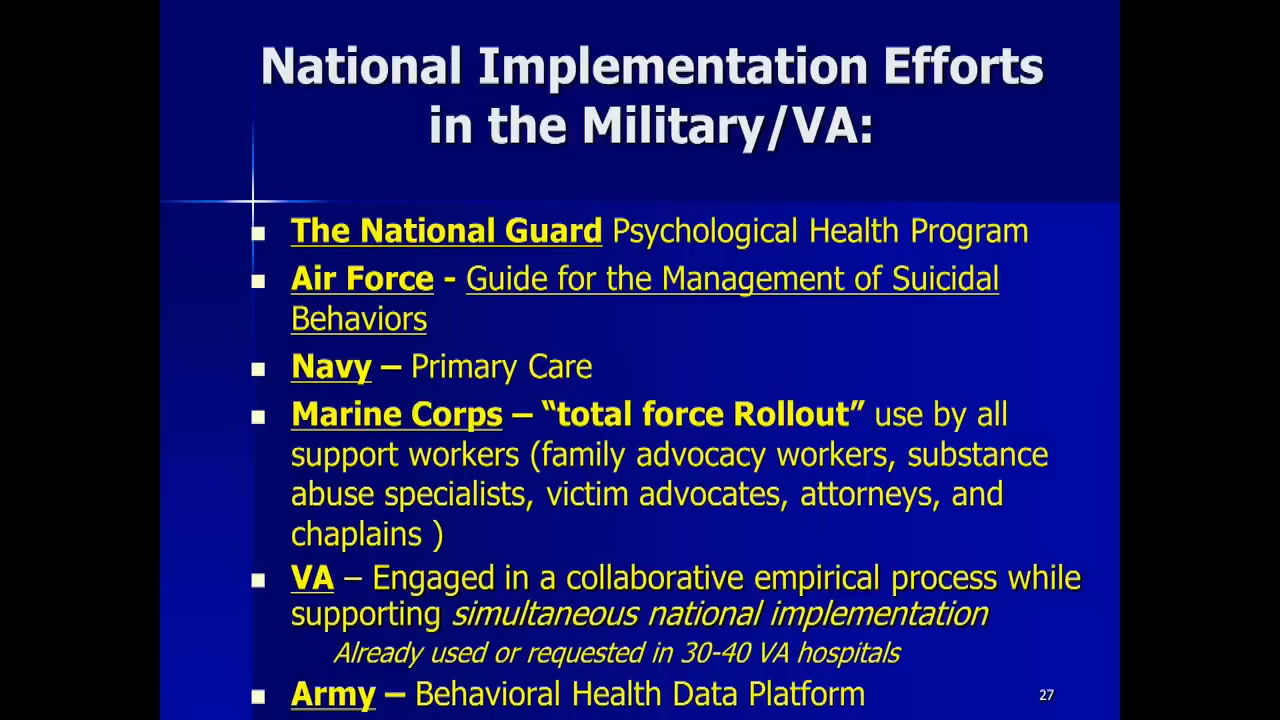 National Implementation Efforts
in the Military/VA:
The National Guard Psychological Health Program
Air Force - Guide for the Management of Suicidal
Behaviors
Navy – Primary Care
Marine Corps – “total force Rollout” use by all
support workers (family advocacy workers, substance
abuse specialists, victim advocates, attorneys, and
chaplains )
VA – Engaged in a collaborative empirical process while
supporting simultaneous national implementation
Already used or requested in 30-40 VA hospitals
Army – Behavioral Health Data Platform
27